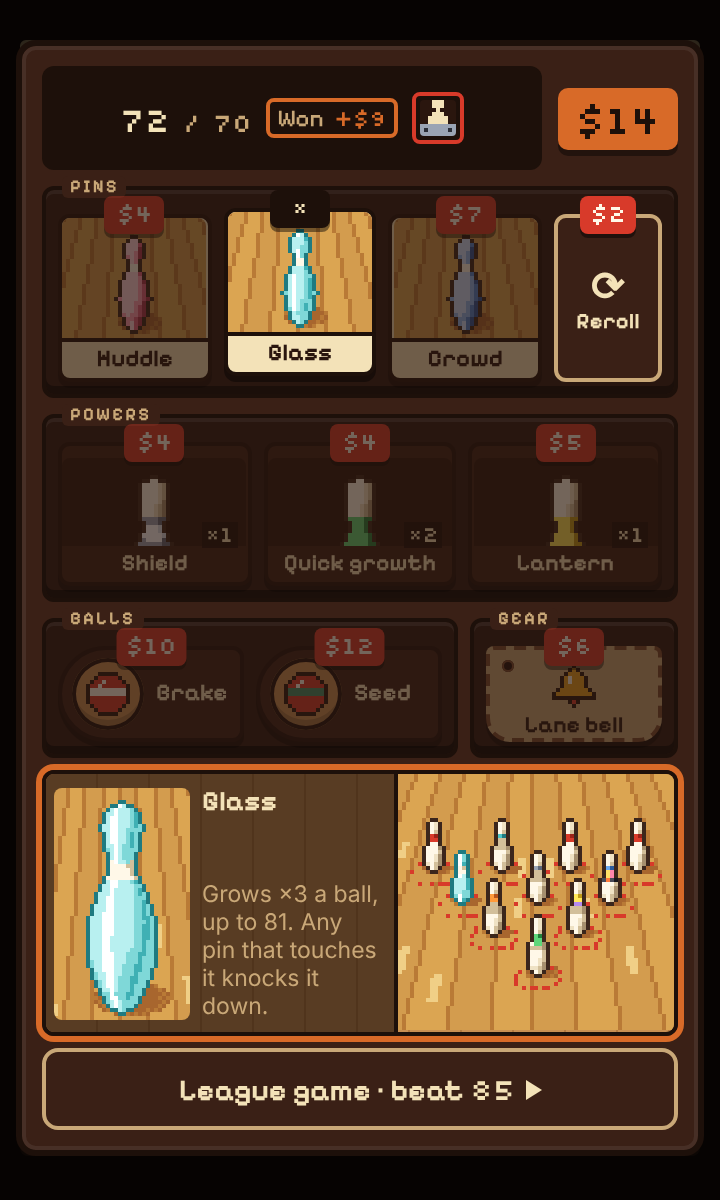 72 / 70 Won +$9 $14
PINS
$4 × $7 $2
Huddle Glass Crowd Reroll
POWERS
$4 $4 $5
×1 ×2 ×1
Shield Quick growth Lantern
BALLS GEAR
$10 $12 $6
Brake Seed Lane bell
Glass
Grows ×3 a ball,
up to 81. Any
pin that touches
it knocks it
down.
League game · beat 85